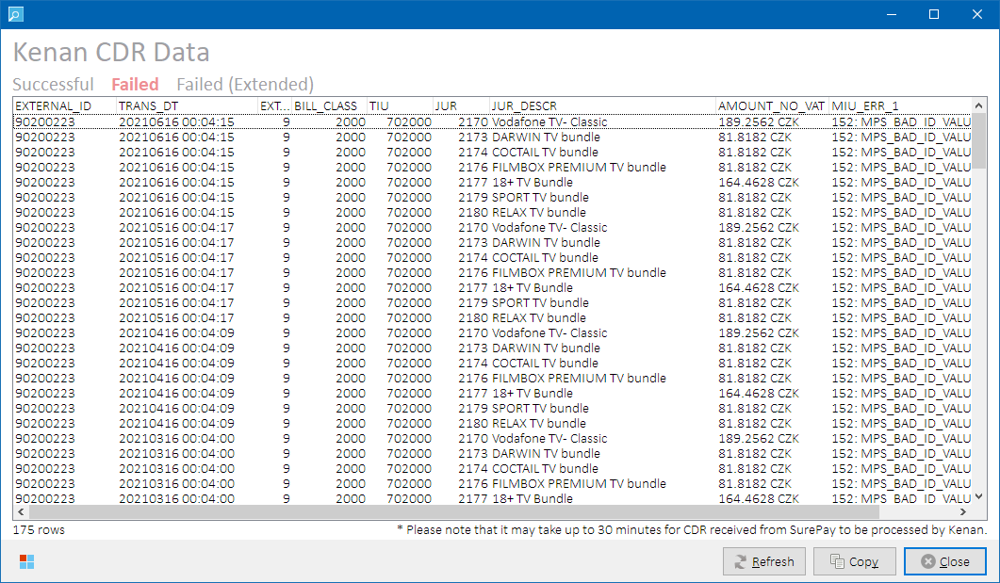 Kenan CDR Data
Successful Failed Failed (Extended)
EXTERNAL_ID TRANS_DT EXT... BILL_CLASS TIU JUR JUR_DESCR AMOUNT_NO_VAT MIU_ERR_1
90200223 20210616 00:04:15 9 2000 702000 2170 Vodafone TV- Classic 189.2562 CZK 152: MPS_BAD_ID_VALU
90200223 20210616 00:04:15 9 2000 702000 2173 DARWIN TV bundle 81.8182 CZK 152: MPS_BAD_ID_VALU
90200223 20210616 00:04:15 9 2000 702000 2174 COCTAIL TV bundle 81.8182 CZK 152: MPS_BAD_ID_VALU
90200223 20210616 00:04:15 9 2000 702000 2176 FILMBOX PREMIUM TV bundle 81.8182 CZK 152: MPS_BAD_ID_VALU
90200223 20210616 00:04:15 9 2000 702000 2177 18+ TV Bundle 164.4628 CZK 152: MPS_BAD_ID_VALU
90200223 20210616 00:04:15 9 2000 702000 2179 SPORT TV bundle 81.8182 CZK 152: MPS_BAD_ID_VALU
90200223 20210616 00:04:15 9 2000 702000 2180 RELAX TV bundle 81.8182 CZK 152: MPS_BAD_ID_VALU
90200223 20210516 00:04:17 9 2000 702000 2170 Vodafone TV- Classic 189.2562 CZK 152: MPS_BAD_ID_VALU
90200223 20210516 00:04:17 9 2000 702000 2173 DARWIN TV bundle 81.8182 CZK 152: MPS_BAD_ID_VALU
90200223 20210516 00:04:17 9 2000 702000 2174 COCTAIL TV bundle 81.8182 CZK 152: MPS_BAD_ID_VALU
90200223 20210516 00:04:17 9 2000 702000 2176 FILMBOX PREMIUM TV bundle 81.8182 CZK 152: MPS_BAD_ID_VALU
90200223 20210516 00:04:17 9 2000 702000 2177 18+ TV Bundle 164.4628 CZK 152: MPS_BAD_ID_VALU
90200223 20210516 00:04:17 9 2000 702000 2179 SPORT TV bundle 81.8182 CZK 152: MPS_BAD_ID_VALU
90200223 20210516 00:04:17 9 2000 702000 2180 RELAX TV bundle 81.8182 CZK 152: MPS_BAD_ID_VALU
90200223 20210416 00:04:09 9 2000 702000 2170 Vodafone TV- Classic 189.2562 CZK 152: MPS_BAD_ID_VALU
90200223 20210416 00:04:09 9 2000 702000 2173 DARWIN TV bundle 81.8182 CZK 152: MPS_BAD_ID_VALU
90200223 20210416 00:04:09 9 2000 702000 2174 COCTAIL TV bundle 81.8182 CZK 152: MPS_BAD_ID_VALU
90200223 20210416 00:04:09 9 2000 702000 2176 FILMBOX PREMIUM TV bundle 81.8182 CZK 152: MPS_BAD_ID_VALU
90200223 20210416 00:04:09 9 2000 702000 2177 18+ TV Bundle 164.4628 CZK 152: MPS_BAD_ID_VALU
90200223 20210416 00:04:09 9 2000 702000 2179 SPORT TV bundle 81.8182 CZK 152: MPS_BAD_ID_VALU
90200223 20210416 00:04:09 9 2000 702000 2180 RELAX TV bundle 81.8182 CZK 152: MPS_BAD_ID_VALU
90200223 20210316 00:04:00 9 2000 702000 2170 Vodafone TV- Classic 189.2562 CZK 152: MPS_BAD_ID_VALU
90200223 20210316 00:04:00 9 2000 702000 2173 DARWIN TV bundle 81.8182 CZK 152: MPS_BAD_ID_VALU
90200223 20210316 00:04:00 9 2000 702000 2174 COCTAIL TV bundle 81.8182 CZK 152: MPS_BAD_ID_VALU
90200223 20210316 00:04:00 9 2000 702000 2176 FILMBOX PREMIUM TV bundle 81.8182 CZK 152: MPS_BAD_ID_VALU
90200223 20210316 00:04:00 9 2000 702000 2177 18+ TV Bundle 164.4628 CZK 152: MPS_BAD_ID_VALU
175 rows * Please note that it may take up to 30 minutes for CDR received from SurePay to be processed by Kenan.
Refresh Copy Close